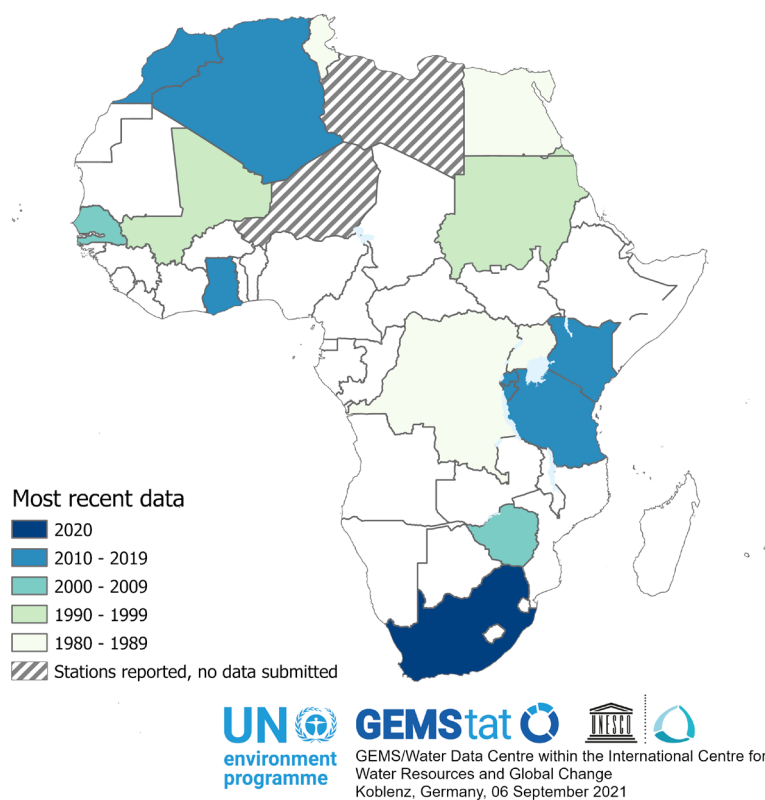 Most recent data
2020
2010 - 2019
2000 - 2009
1990 - 1999
1980 - 1989
Stations reported, no data submitted
UN
environment
programme
GEMStat
UNESCO
GEMS/Water Data Centre within the International Centre for
Water Resources and Global Change
Koblenz, Germany, 06 September 2021